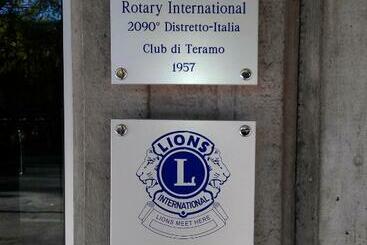 Rotary International
2090° Distretto-Italia
Club di Teramo
1957
LIONS
L
INTERNATIONAL
LIONS MEET HERE